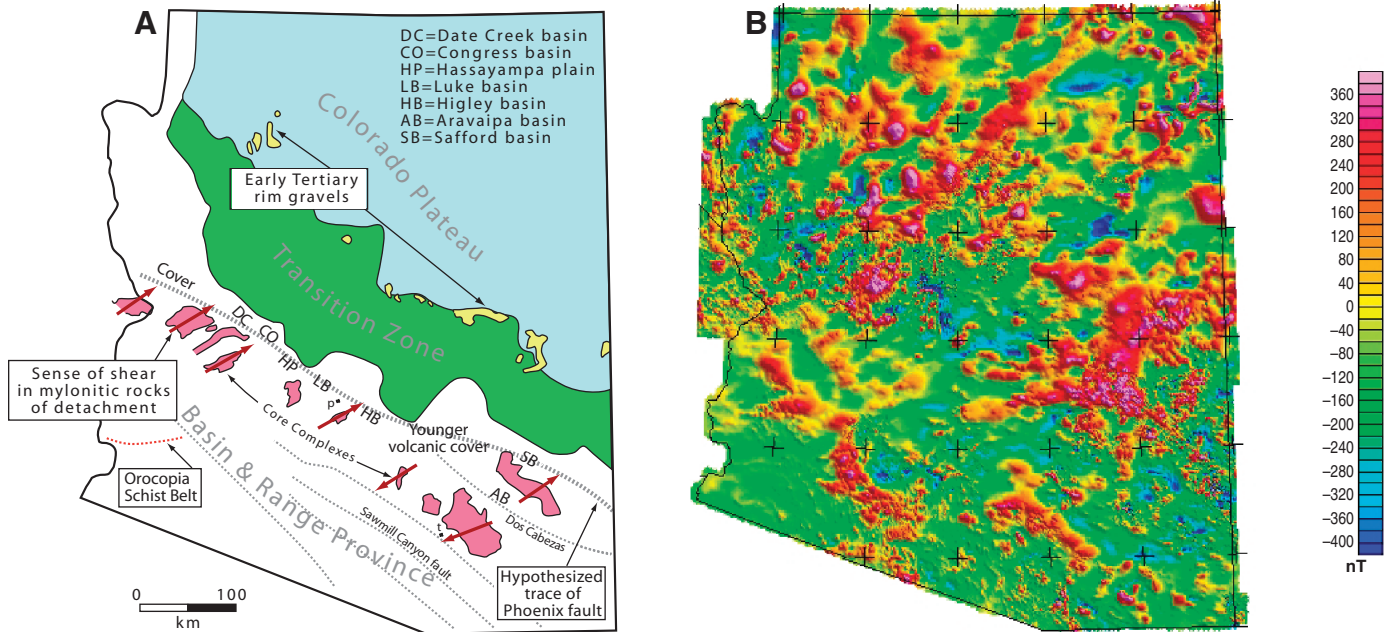 A
DC=Date Creek basin
CO=Congress basin
HP=Hassayampa plain
LB=Luke basin
HB=Higley basin
AB=Aravaipa basin
SB=Safford basin
Colorado Plateau
Early Tertiary
rim gravels
Transition Zone
Cover
DC
CO
HP
LB
p
HB
Sense of shear
in mylonitic rocks
of detachment
Core Complexes
Younger
volcanic cover
SB
AB
Dos Cabezas
Orocopia
Schist Belt
Basin & Range Province
Sawmill Canyon fault
t
Hypothesized
trace of
Phoenix fault
0 100
km
B
360
320
280
240
200
160
120
80
40
0
−40
−80
−120
−160
−200
−240
−280
−320
−360
−400
nT